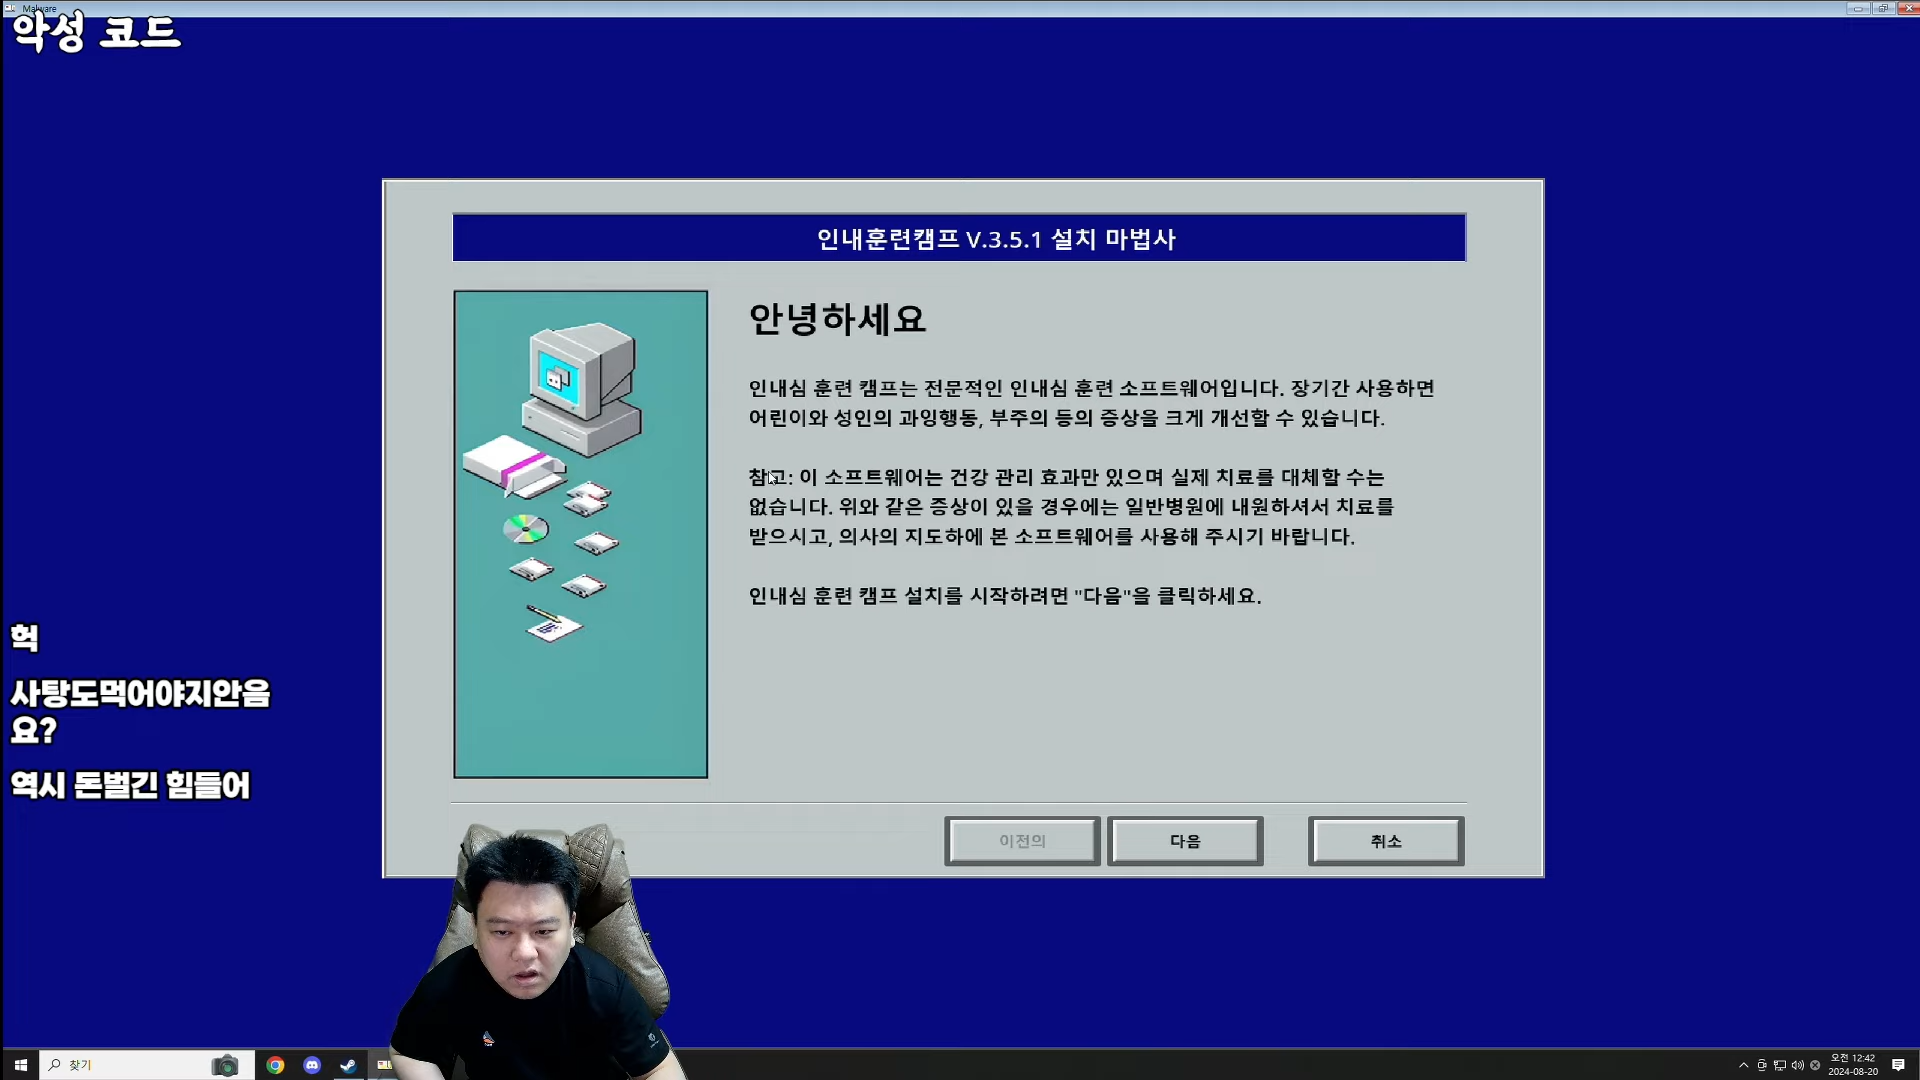 Malware
악성 코드
인내훈련캠프 V.3.5.1 설치 마법사
안녕하세요
인내심 훈련 캠프는 전문적인 인내심 훈련 소프트웨어입니다. 장기간 사용하면
어린이와 성인의 과잉행동, 부주의 등의 증상을 크게 개선할 수 있습니다.
참고: 이 소프트웨어는 건강 관리 효과만 있으며 실제 치료를 대체할 수는
없습니다. 위와 같은 증상이 있을 경우에는 일반병원에 내원하셔서 치료를
받으시고, 의사의 지도하에 본 소프트웨어를 사용해 주시기 바랍니다.
인내심 훈련 캠프 설치를 시작하려면 "다음"을 클릭하세요.
이전의
다음
취소
헉
사탕도먹어야지안음
요?
역시 돈벌긴 힘들어
찾기
오전 12:42
2024-08-20